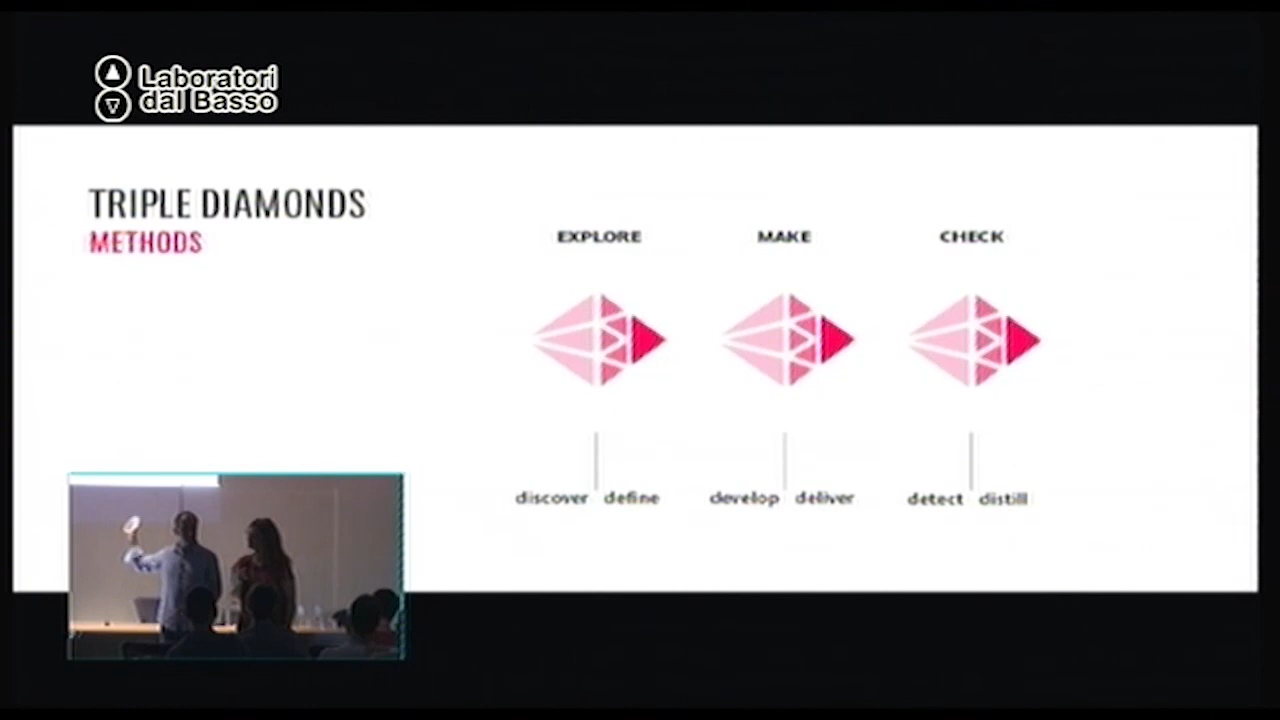 Laboratori
dal Basso
TRIPLE DIAMONDS
METHODS
EXPLORE MAKE CHECK
discover define develop deliver detect distill